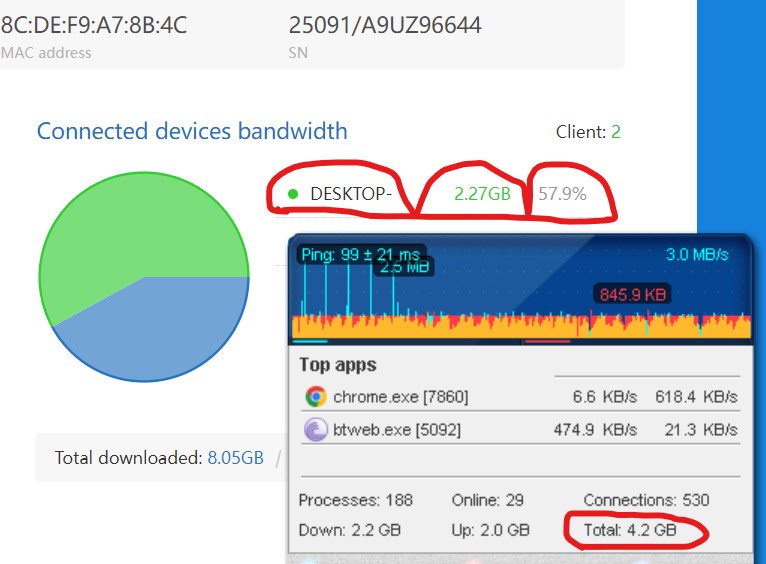 8C:DE:F9:A7:8B:4C 25091/A9UZ96644
MAC address SN
Connected devices bandwidth Client: 2
DESKTOP- 2.27GB 57.9%
Ping: 99 ± 21 ms 3.0 MB/s
2.5 MB
845.9 KB
Top apps
chrome.exe [7860] 6.6 KB/s 618.4 KB/s
btweb.exe [5092] 474.9 KB/s 21.3 KB/s
Total downloaded: 8.05GB /
Processes: 188 Online: 29 Connections: 530
Down: 2.2 GB Up: 2.0 GB Total: 4.2 GB